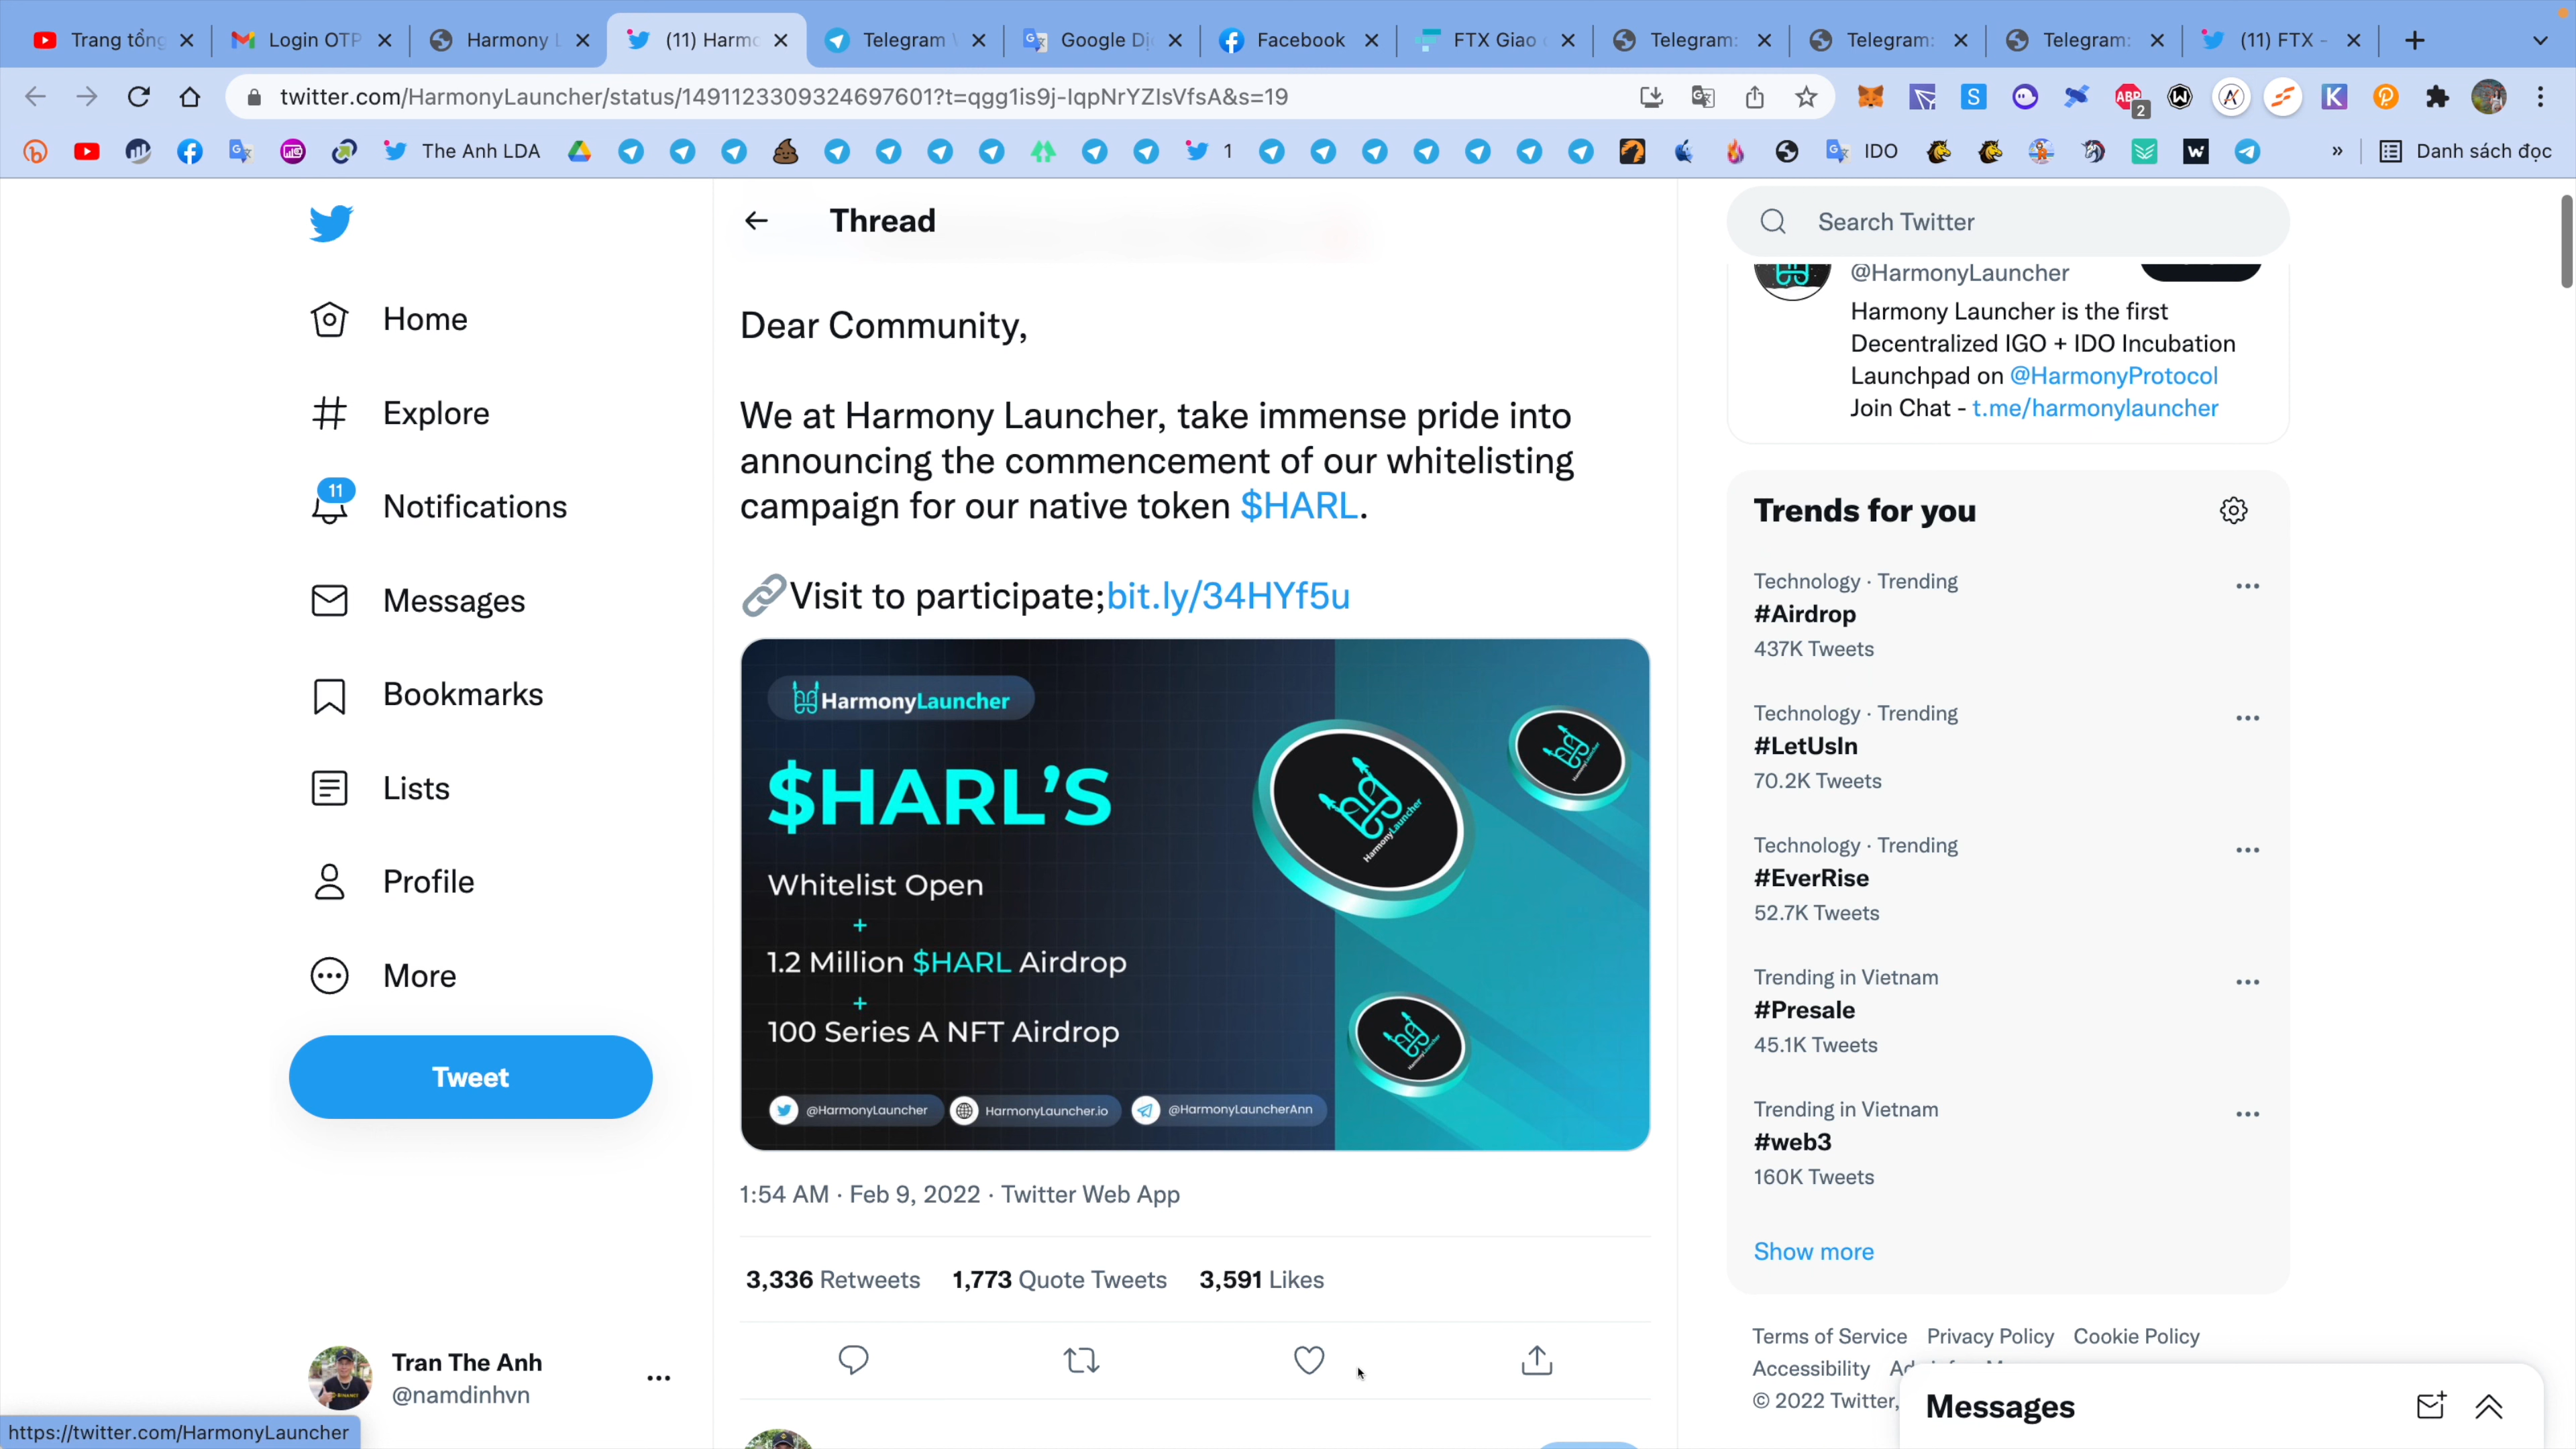 Trang tổng
Login OTP
Harmony L
(11) Harmo
Telegram
Google Dị
Facebook
FTX Giao
Telegram:
Telegram:
Telegram:
(11) FTX -
twitter.com/HarmonyLauncher/status/1491123309324697601?t=qgg1is9j-IqpNrYZIsVfsA&s=19
ABP
2
The Anh LDA
1
IDO
»
Danh sách đọc
Thread
Search Twitter
Home
Explore
11
Notifications
Messages
Bookmarks
Lists
Profile
More
Tweet
Tran The Anh
@namdinhvn
https://twitter.com/HarmonyLauncher
Dear Community,
We at Harmony Launcher, take immense pride into
announcing the commencement of our whitelisting
campaign for our native token $HARL.
🔗Visit to participate;bit.ly/34HYf5u
HarmonyLauncher
$HARL'S
Whitelist Open
+
1.2 Million $HARL Airdrop
+
100 Series A NFT Airdrop
@HarmonyLauncher
HarmonyLauncher.io
@HarmonyLauncherAnn
HarmonyLauncher
HarmonyLauncher
HarmonyLauncher
1:54 AM · Feb 9, 2022 · Twitter Web App
3,336 Retweets 1,773 Quote Tweets 3,591 Likes
@HarmonyLauncher
Harmony Launcher is the first
Decentralized IGO + IDO Incubation
Launchpad on @HarmonyProtocol
Join Chat - t.me/harmonylauncher
Trends for you
Technology · Trending
#Airdrop
437K Tweets
Technology · Trending
#LetUsIn
70.2K Tweets
Technology · Trending
#EverRise
52.7K Tweets
Trending in Vietnam
#Presale
45.1K Tweets
Trending in Vietnam
#web3
160K Tweets
Show more
Terms of Service Privacy Policy Cookie Policy
Accessibility
© 2022 Twitter,
Messages